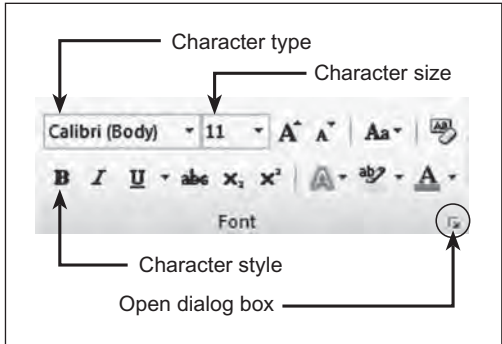 Character type
Character size
Calibri (Body) 11 A A Aa
B I U abc x₂ x² A ab A
Font
Character style
Open dialog box